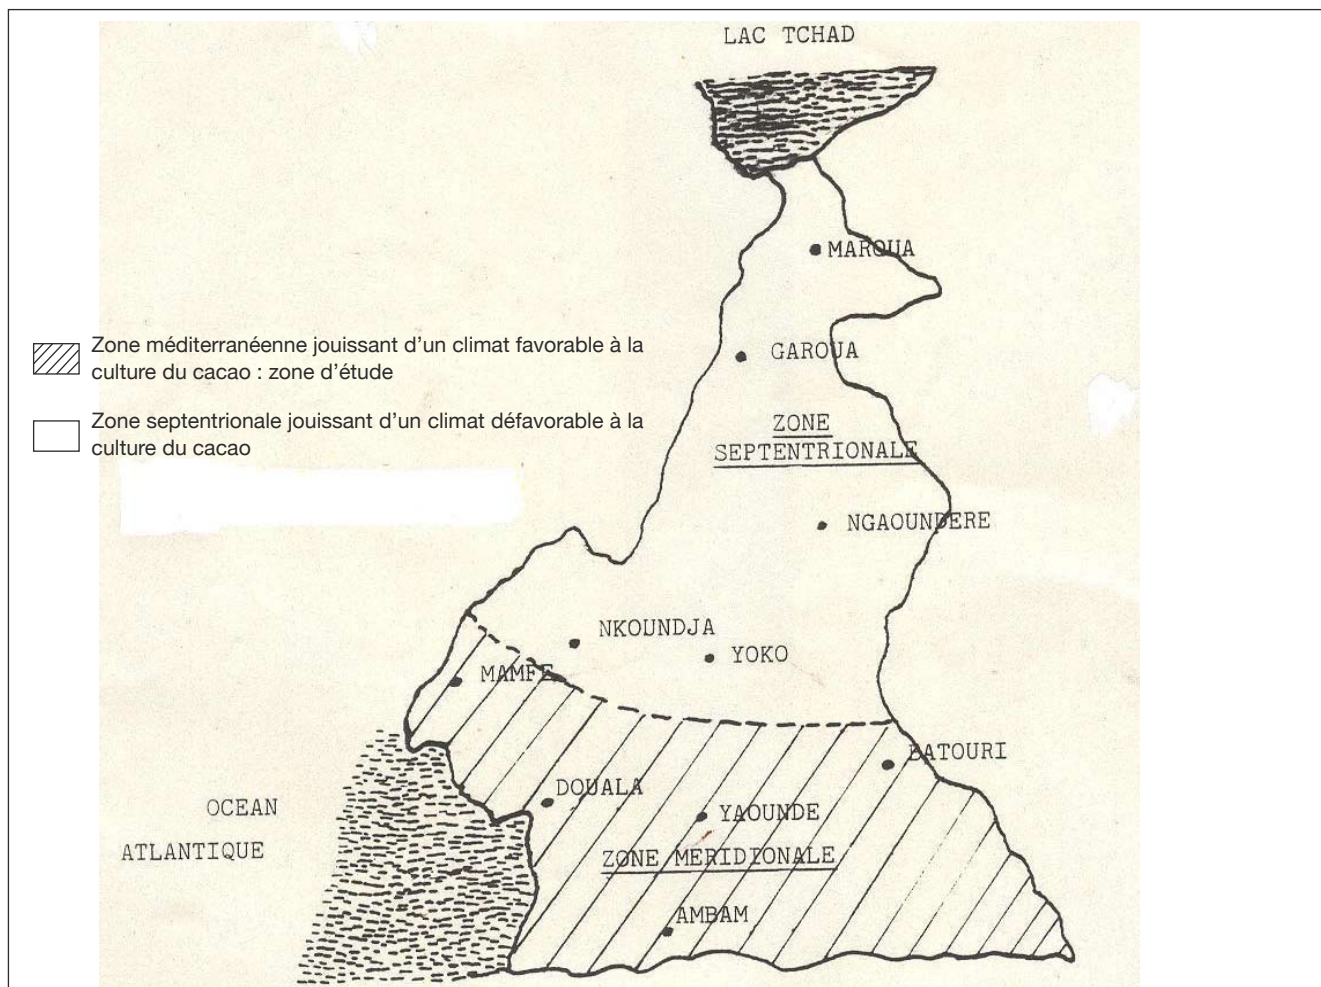 LAC TCHAD
MAROUA
Zone méditerranéenne jouissant d'un climat favorable à la
culture du cacao : zone d'étude
GAROUA
Zone septentrionale jouissant d'un climat défavorable à la
culture du cacao
ZONE
SEPTENTRIONALE
NGAOUNDERE
NKOUNDJA
YOKO
MAMFE
BATOURI
DOUALA
OCEAN
YAOUNDE
ATLANTIQUE
ZONE MERIDIONALE
AMBAM